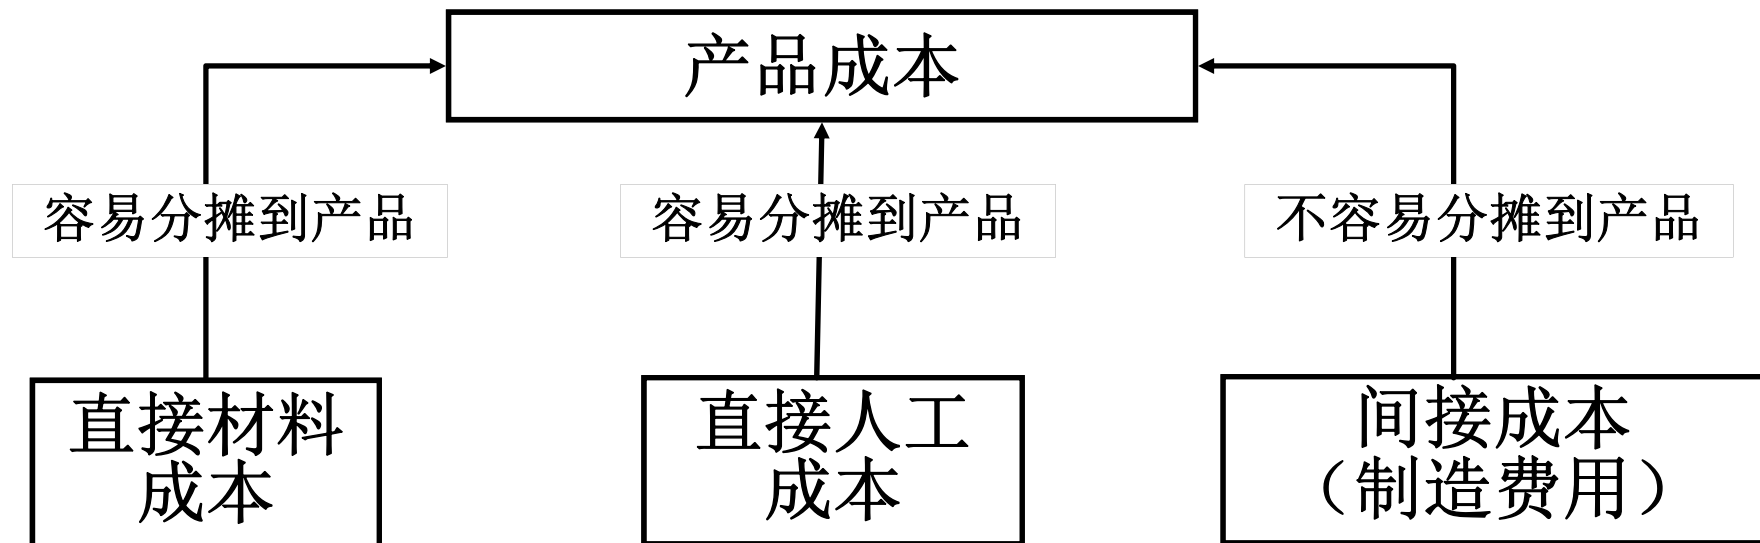 产品成本
容易分摊到产品
容易分摊到产品
不容易分摊到产品
直接材料
成本
直接人工
成本
间接成本
（制造费用）